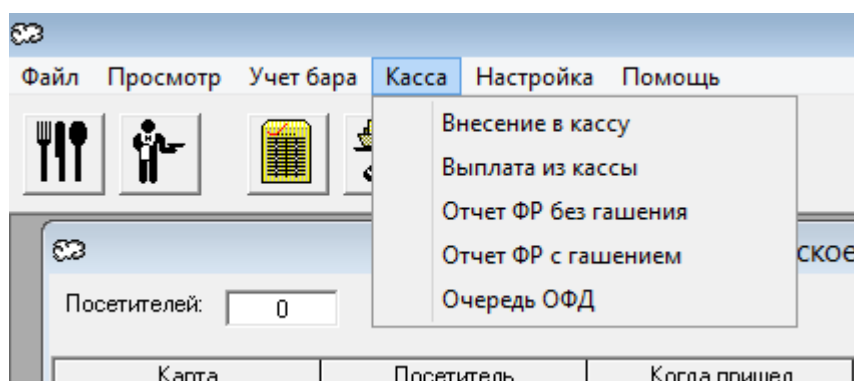 Файл Просмотр Учет бара Касса Настройка Помощь
Внесение в кассу
Выплата из кассы
Отчет ФР без гашения
Отчет ФР с гашением
Очередь ОФД
Посетителей: 0
Карта Посетитель Когда пришел